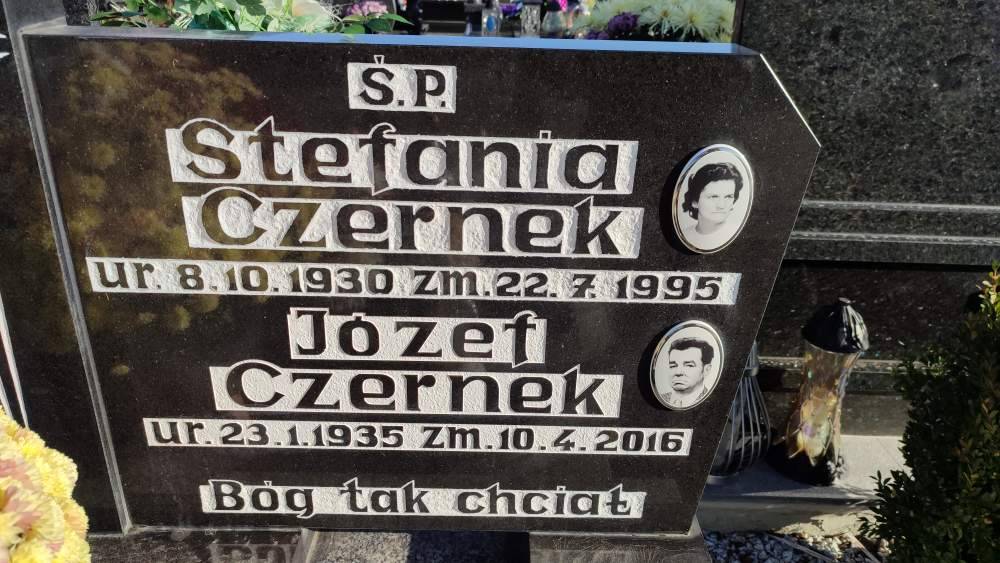 Ś.P.
Stefania
Czernek
ur. 8.10.1930 zm.22.7.1995
Józef
Czernek
ur.23.1.1935 zm.10.4.2016
Bóg tak chciał